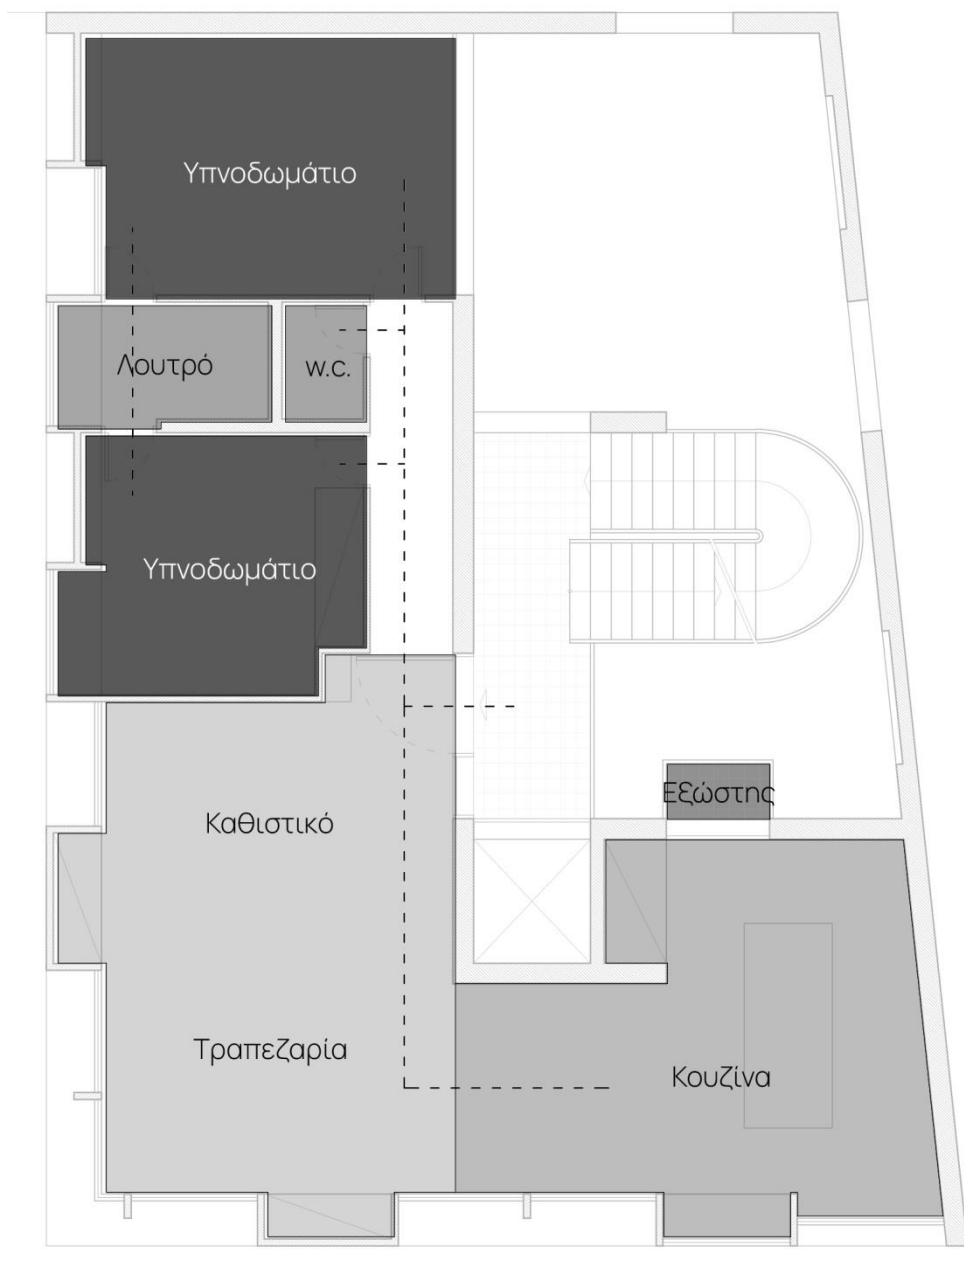 Υπνοδωμάτιο
Λουτρό
w.c.
Υπνοδωμάτιο
Εξώστης
Καθιστικό
Τραπεζαρία
Κουζίνα